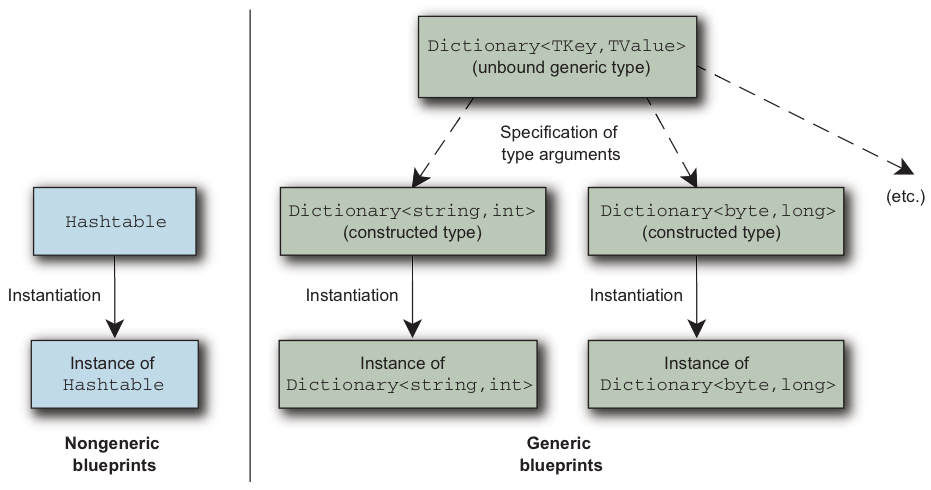 Dictionary<TKey,TValue>
(unbound generic type)
Specification of
type arguments
(etc.)
Hashtable
Dictionary<string,int>
(constructed type)
Dictionary<byte,long>
(constructed type)
Instantiation
Instantiation
Instantiation
Instance of
Hashtable
Instance of
Dictionary<string,int>
Instance of
Dictionary<byte,long>
Nongeneric
blueprints
Generic
blueprints